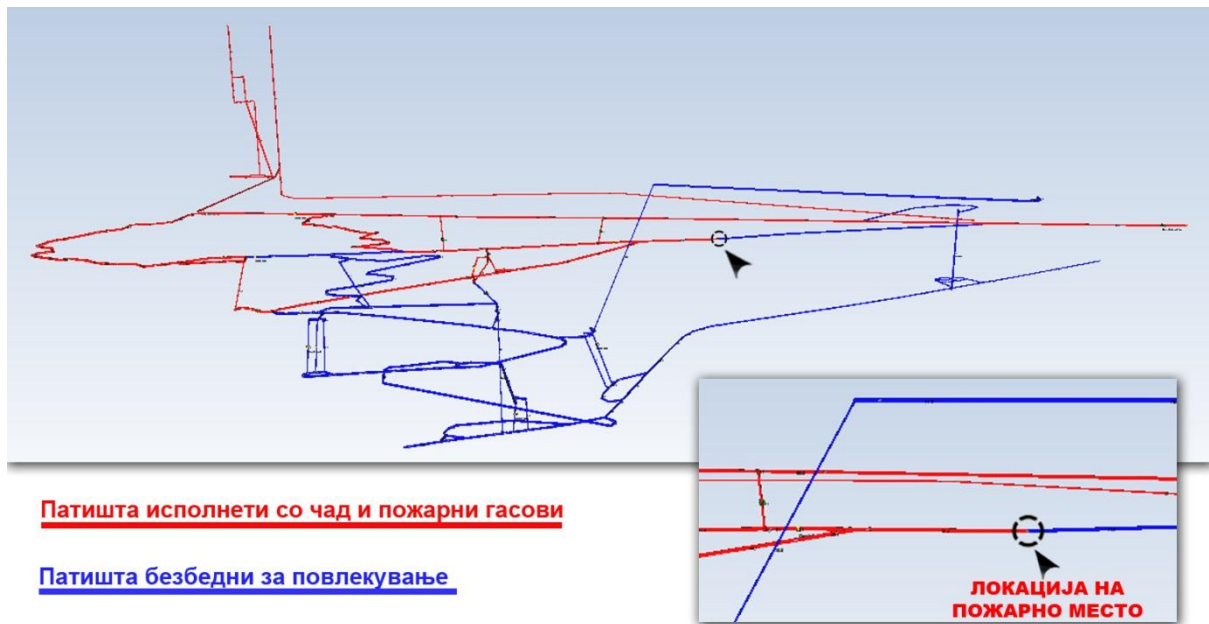 Патишта исполнети со чад и пожарни гасови
Патишта безбедни за повлекување
ЛОКАЦИЈА НА
ПОЖАРНО МЕСТО